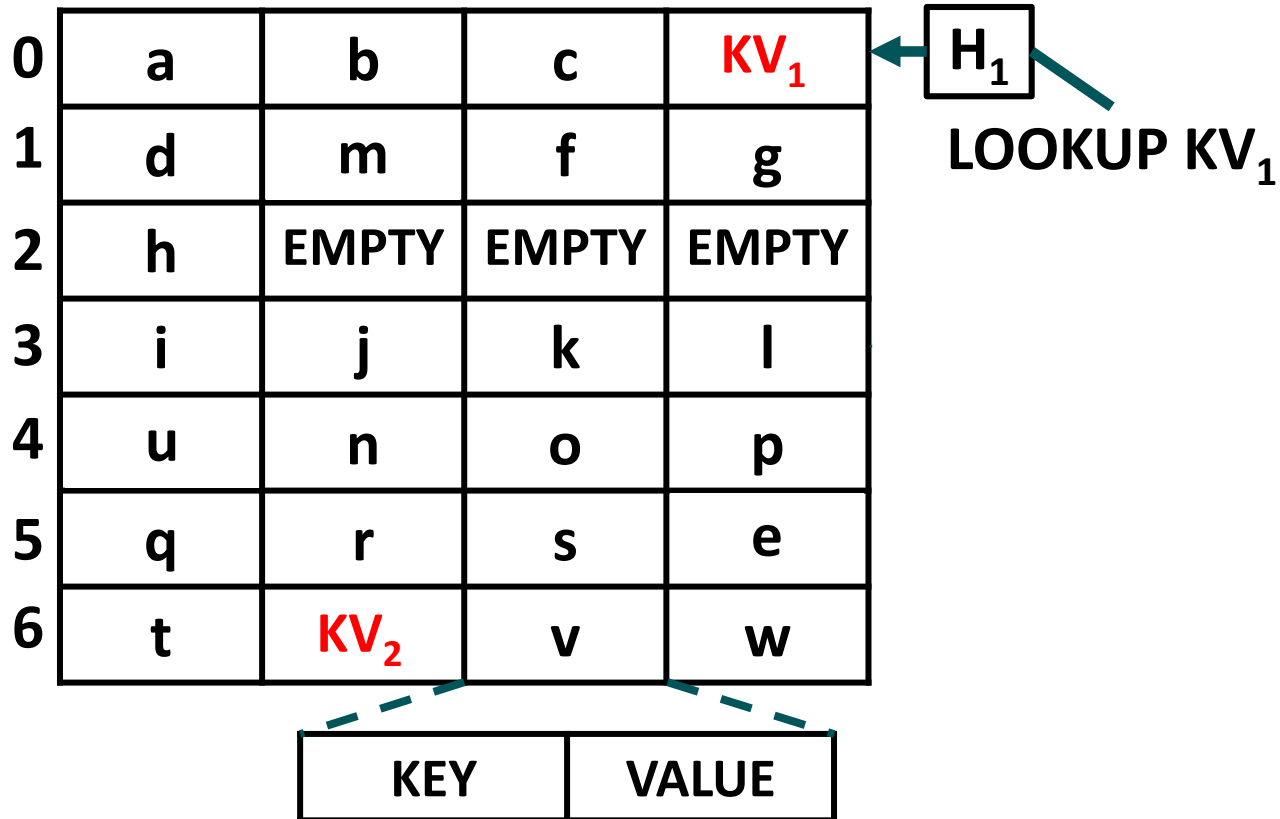 0 a b c KV₁ H₁
1 d m f g LOOKUP KV₁
2 h EMPTY EMPTY EMPTY
3 i j k l
4 u n o p
5 q r s e
6 t KV₂ v w
KEY VALUE